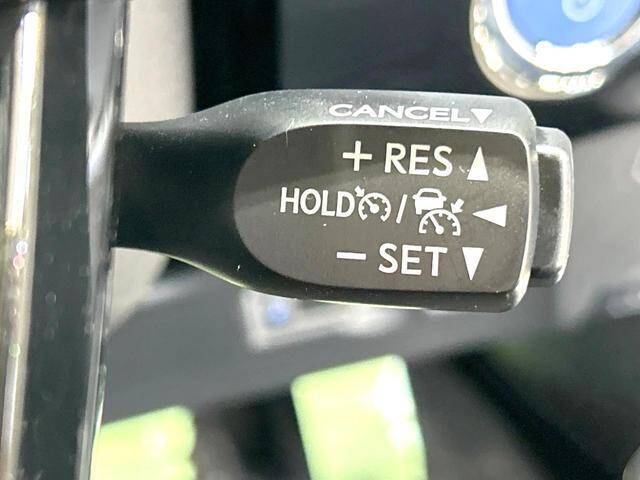 CANCEL▼
+ RES ▲
HOLD / ◄
− SET ▼